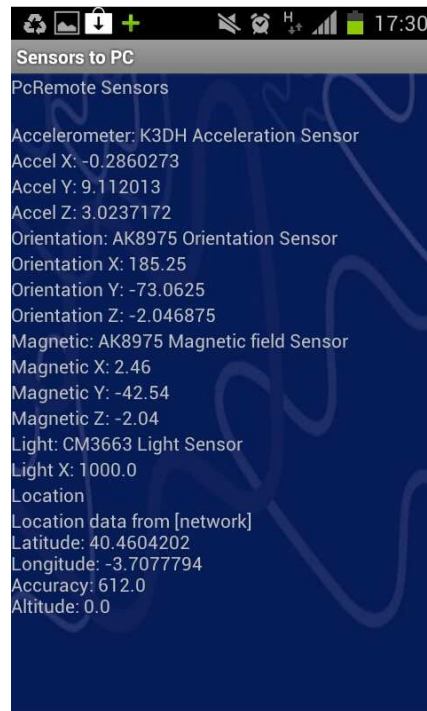 H
17:30
Sensors to PC
PcRemote Sensors
Accelerometer: K3DH Acceleration Sensor
Accel X: -0.2860273
Accel Y: 9.112013
Accel Z: 3.0237172
Orientation: AK8975 Orientation Sensor
Orientation X: 185.25
Orientation Y: -73.0625
Orientation Z: -2.046875
Magnetic: AK8975 Magnetic field Sensor
Magnetic X: 2.46
Magnetic Y: -42.54
Magnetic Z: -2.04
Light: CM3663 Light Sensor
Light X: 1000.0
Location
Location data from [network]
Latitude: 40.4604202
Longitude: -3.7077794
Accuracy: 612.0
Altitude: 0.0